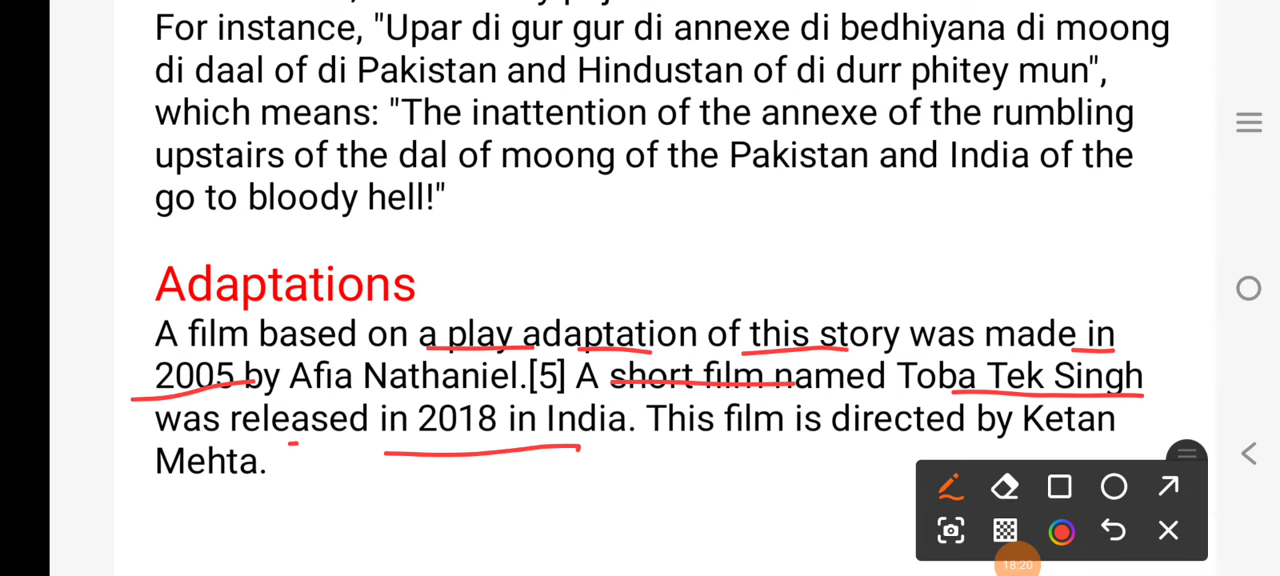 For instance, "Upar di gur gur di annexe di bedhiyana di moong
di daal of di Pakistan and Hindustan of di durr phitey mun",
which means: "The inattention of the annexe of the rumbling
upstairs of the dal of moong of the Pakistan and India of the
go to bloody hell!"
Adaptations
A film based on a play adaptation of this story was made in
2005 by Afia Nathaniel.[5] A short film named Toba Tek Singh
was released in 2018 in India. This film is directed by Ketan
Mehta.
18:20